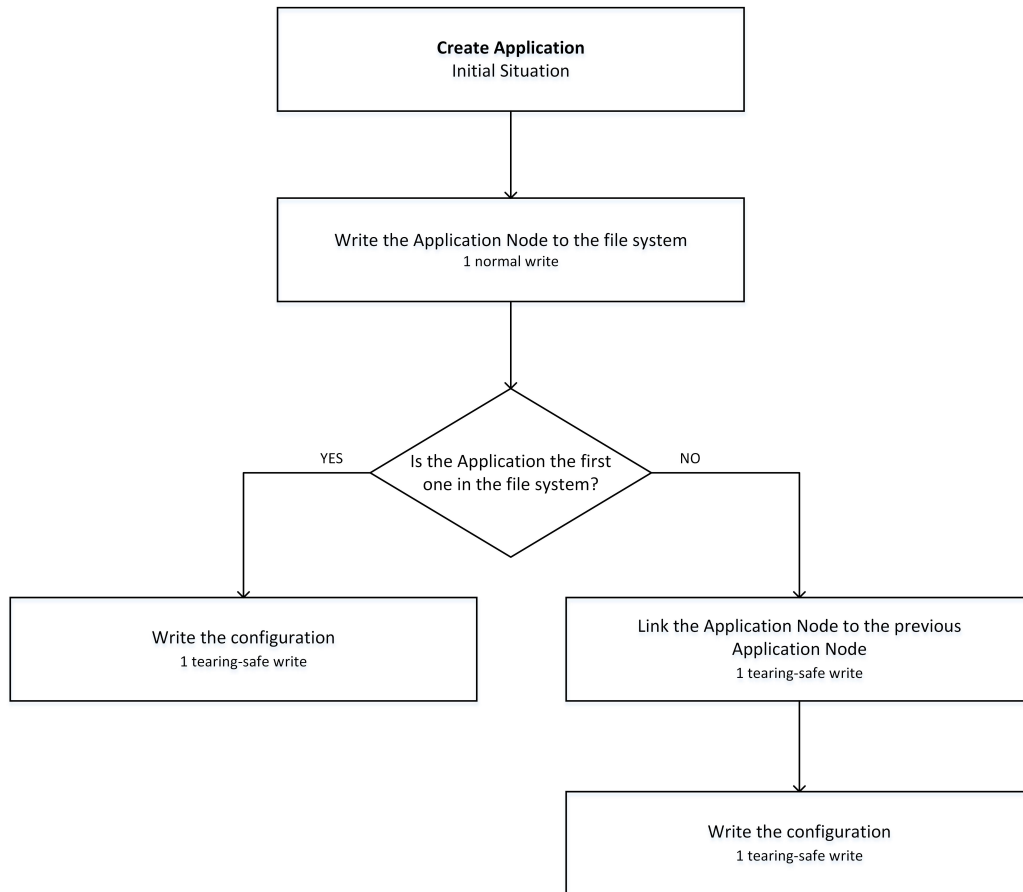 Create Application
Initial Situation
Write the Application Node to the file system
1 normal write
Is the Application the first
one in the file system?
YES
NO
Write the configuration
1 tearing-safe write
Link the Application Node to the previous
Application Node
1 tearing-safe write
Write the configuration
1 tearing-safe write